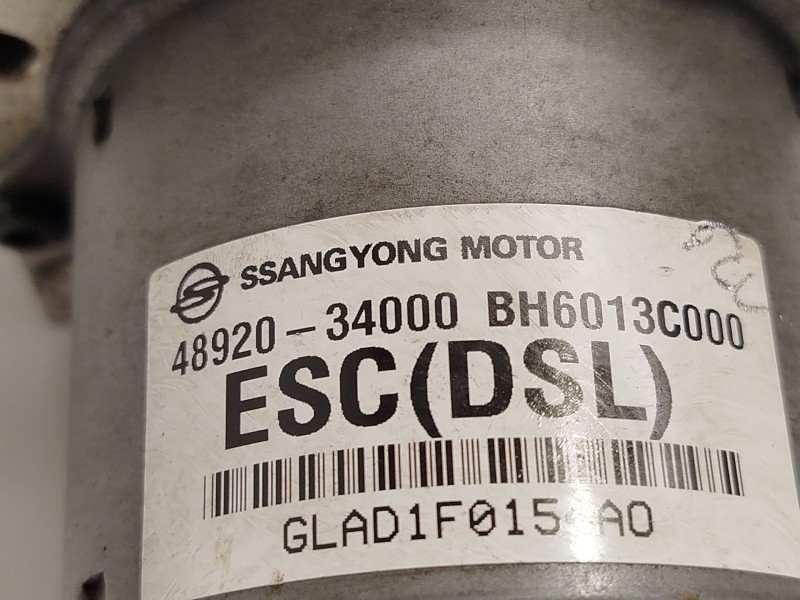 SSANGYONG MOTOR
48920-34000 BH6013C000
ESC(DSL)